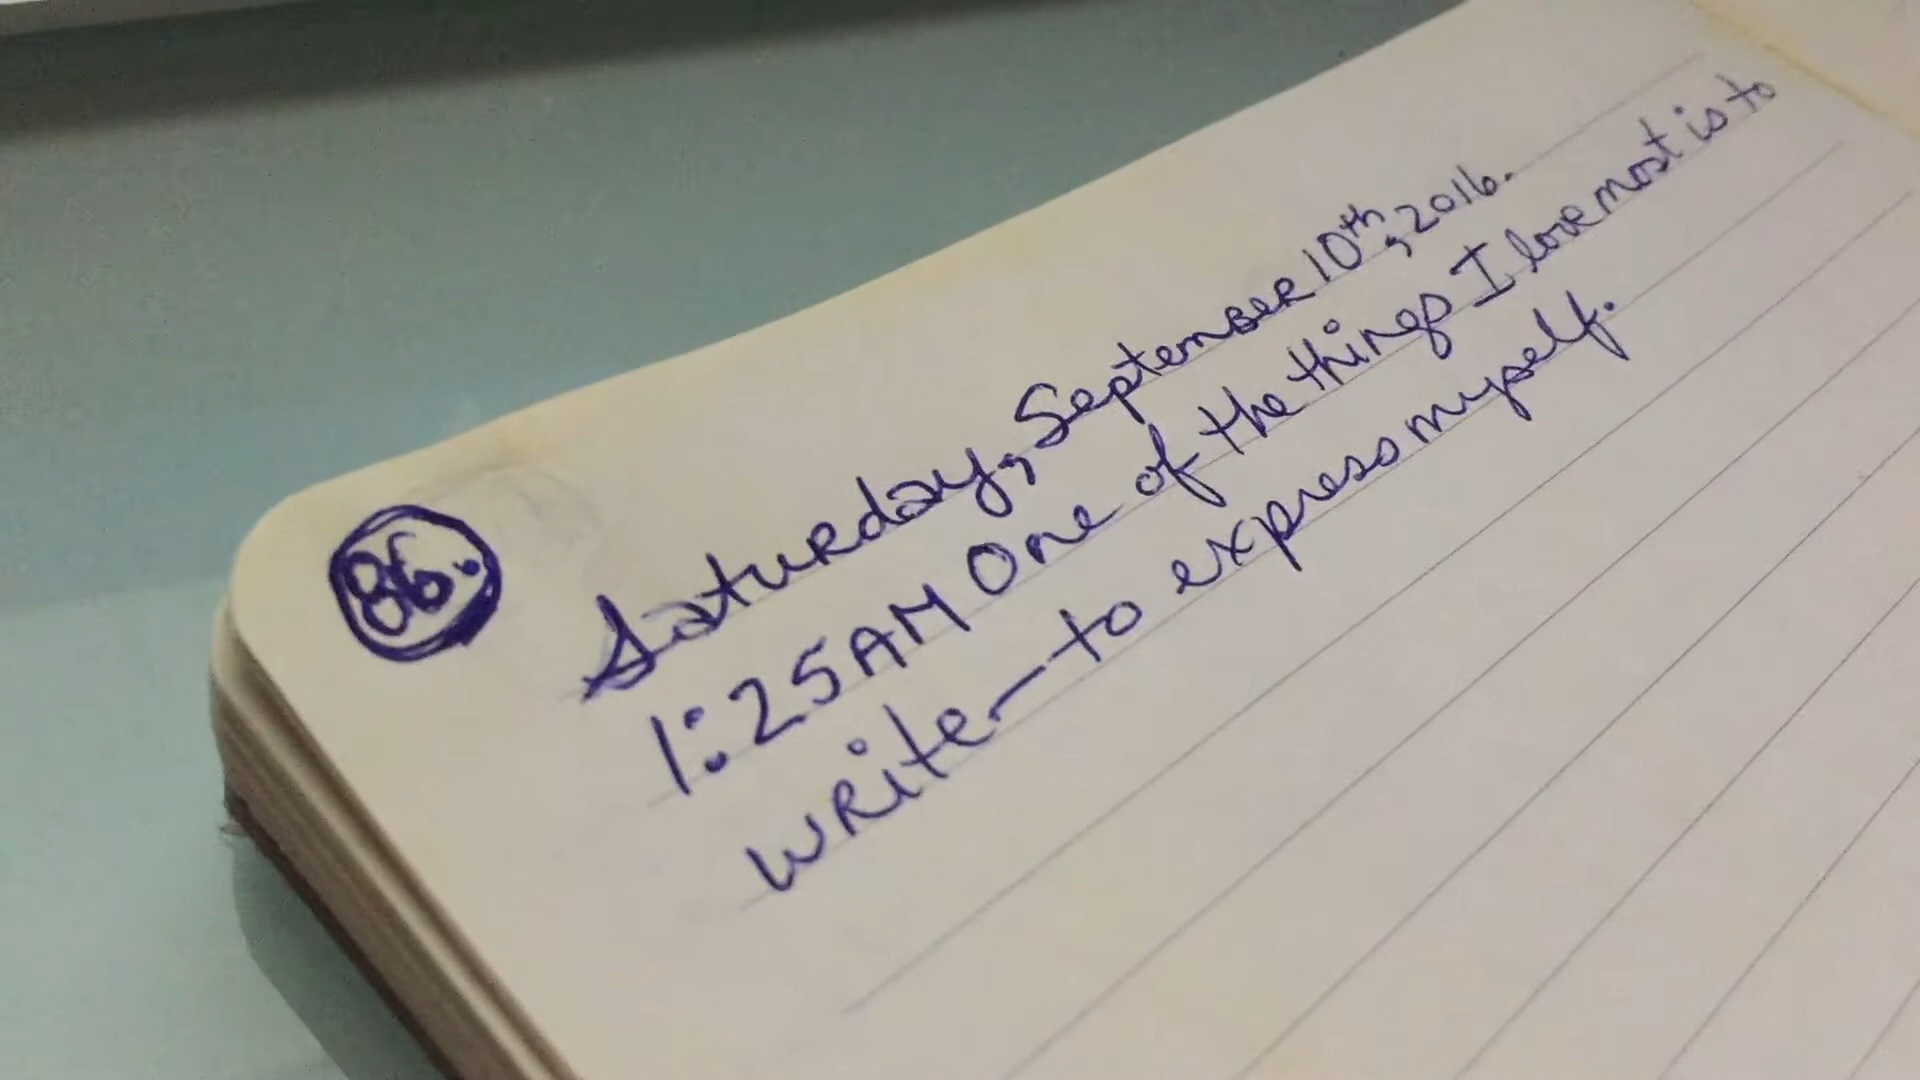 86.
Saturday, September 10th, 2016.
1:25AM One of the things I love most is to
write—to express myself.